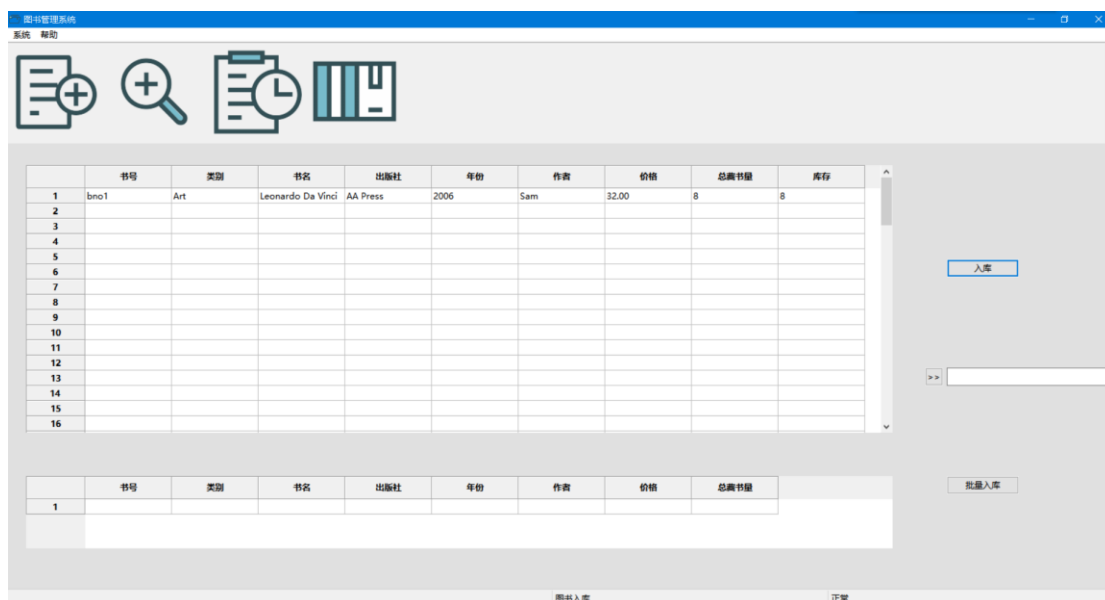 图书管理系统
系统 帮助
书号 类别 书名 出版社 年份 作者 价格 总藏书量 库存
1 bno1 Art Leonardo Da Vinci AA Press 2006 Sam 32.00 8 8
2
3
4
5
6
入库
7
8
9
10
11
12
13
>>
14
15
16
书号 类别 书名 出版社 年份 作者 总藏书量
批量入库
1
图书入库 正常